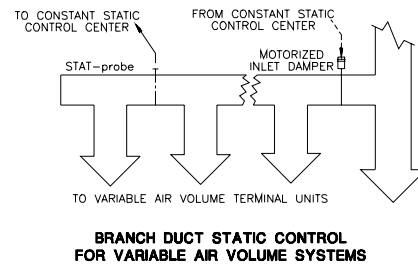 TO CONSTANT STATIC
CONTROL CENTER
FROM CONSTANT STATIC
CONTROL CENTER
STAT-probe
MOTORIZED
INLET DAMPER
TO VARIABLE AIR VOLUME TERMINAL UNITS
BRANCH DUCT STATIC CONTROL
FOR VARIABLE AIR VOLUME SYSTEMS